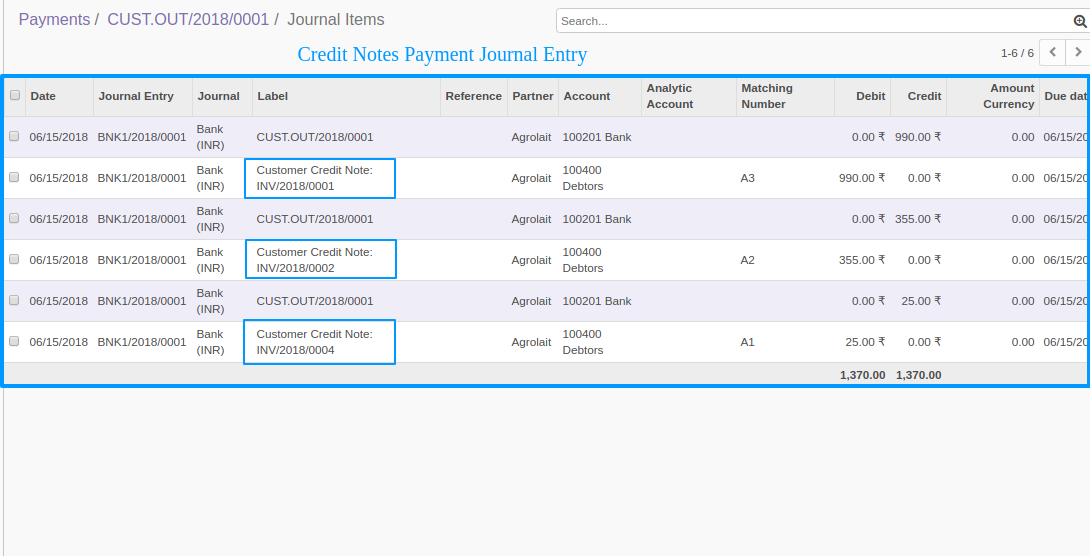 Payments / CUST.OUT/2018/0001 / Journal Items
Search...
Credit Notes Payment Journal Entry
1-6 / 6
Date Journal Entry Journal Label Reference Partner Account Analytic Account Matching Number Debit Credit Amount Currency Due dat
06/15/2018 BNK1/2018/0001 Bank (INR) CUST.OUT/2018/0001 Agrolait 100201 Bank 0.00 ₹ 990.00 ₹ 0.00 06/15/20
06/15/2018 BNK1/2018/0001 Bank (INR) Customer Credit Note: INV/2018/0001 Agrolait 100400 Debtors A3 990.00 ₹ 0.00 ₹ 0.00 06/15/20
06/15/2018 BNK1/2018/0001 Bank (INR) CUST.OUT/2018/0001 Agrolait 100201 Bank 0.00 ₹ 355.00 ₹ 0.00 06/15/20
06/15/2018 BNK1/2018/0001 Bank (INR) Customer Credit Note: INV/2018/0002 Agrolait 100400 Debtors A2 355.00 ₹ 0.00 ₹ 0.00 06/15/20
06/15/2018 BNK1/2018/0001 Bank (INR) CUST.OUT/2018/0001 Agrolait 100201 Bank 0.00 ₹ 25.00 ₹ 0.00 06/15/20
06/15/2018 BNK1/2018/0001 Bank (INR) Customer Credit Note: INV/2018/0004 Agrolait 100400 Debtors A1 25.00 ₹ 0.00 ₹ 0.00 06/15/20
1,370.00 1,370.00